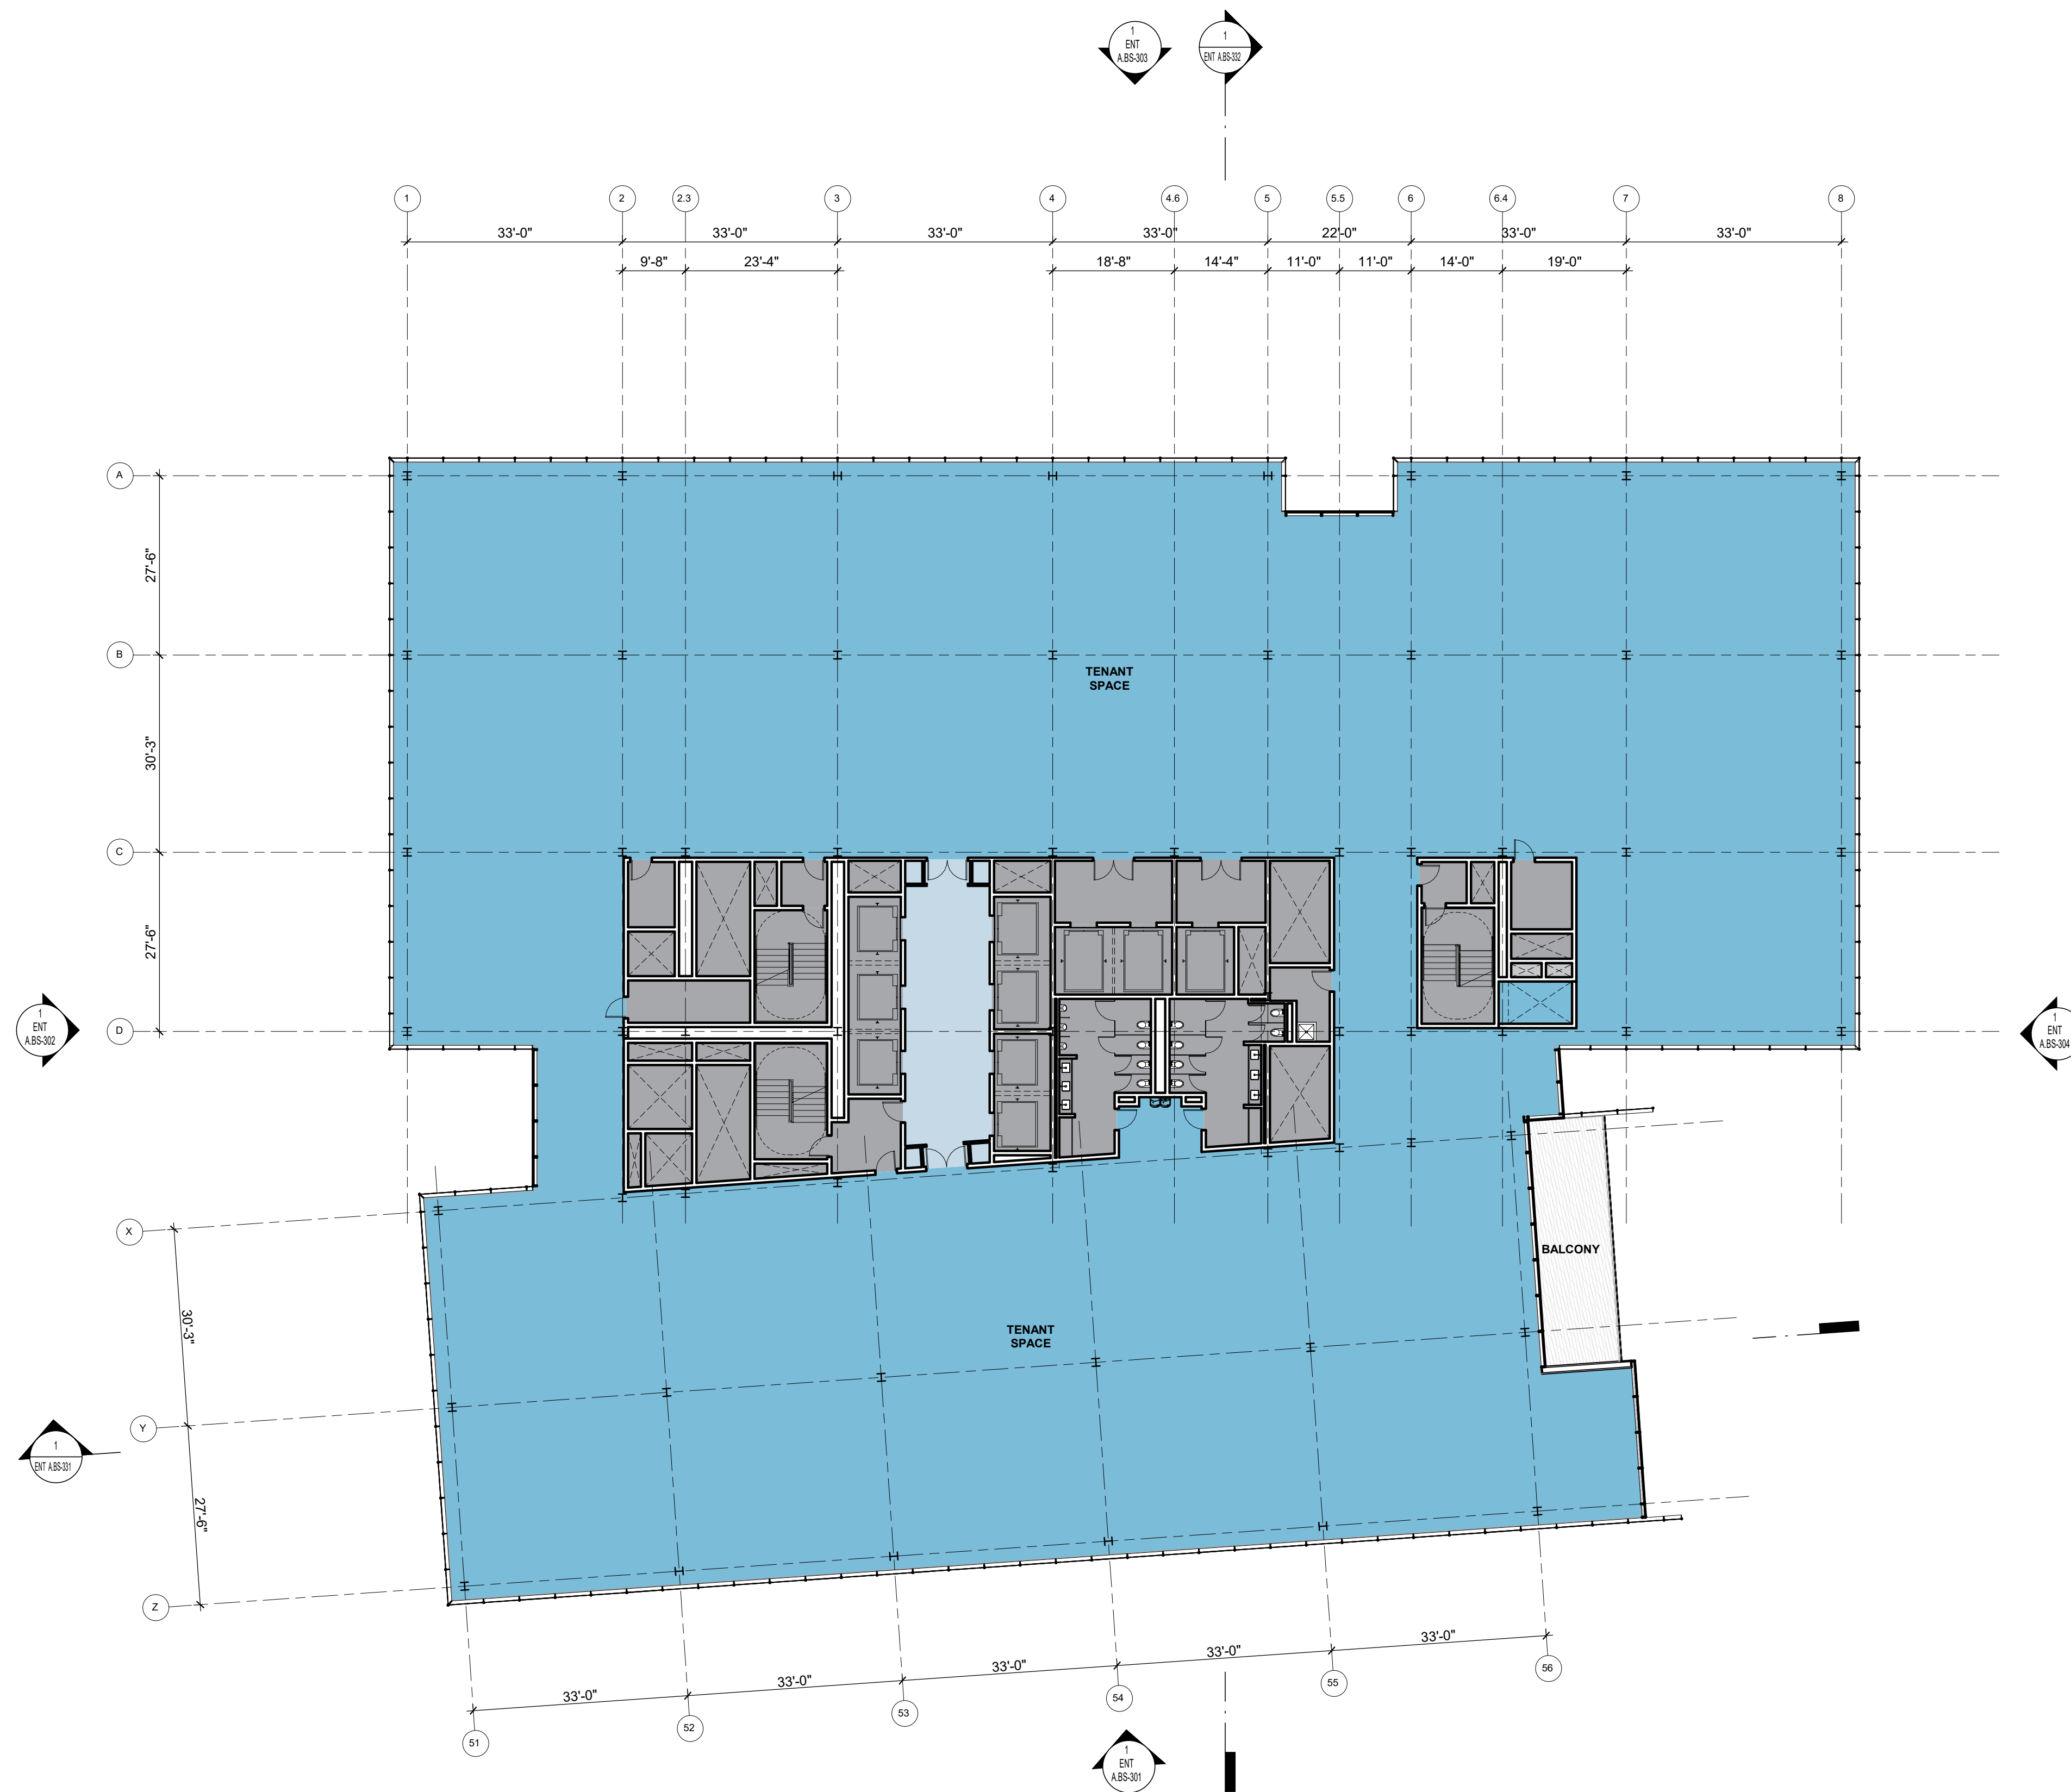 1
ENT
A.BS-303
1
ENT A.BS-332
1
2
2.3
3
4
4.6
5
5.5
6
6.4
7
8
33'-0"
33'-0"
33'-0"
33'-0"
22'-0"
33'-0"
33'-0"
9'-8"
23'-4"
18'-8"
14'-4"
11'-0"
11'-0"
14'-0"
19'-0"
A
27'-6"
B
TENANT
SPACE
30'-3"
C
27'-6"
1
ENT
A.BS-302
D
1
ENT
A.BS-304
X
BALCONY
30'-3"
TENANT
SPACE
Y
1
ENT A.BS-331
27'-6"
Z
33'-0"
33'-0"
33'-0"
33'-0"
33'-0"
51
52
53
54
55
56
1
ENT
A.BS-301